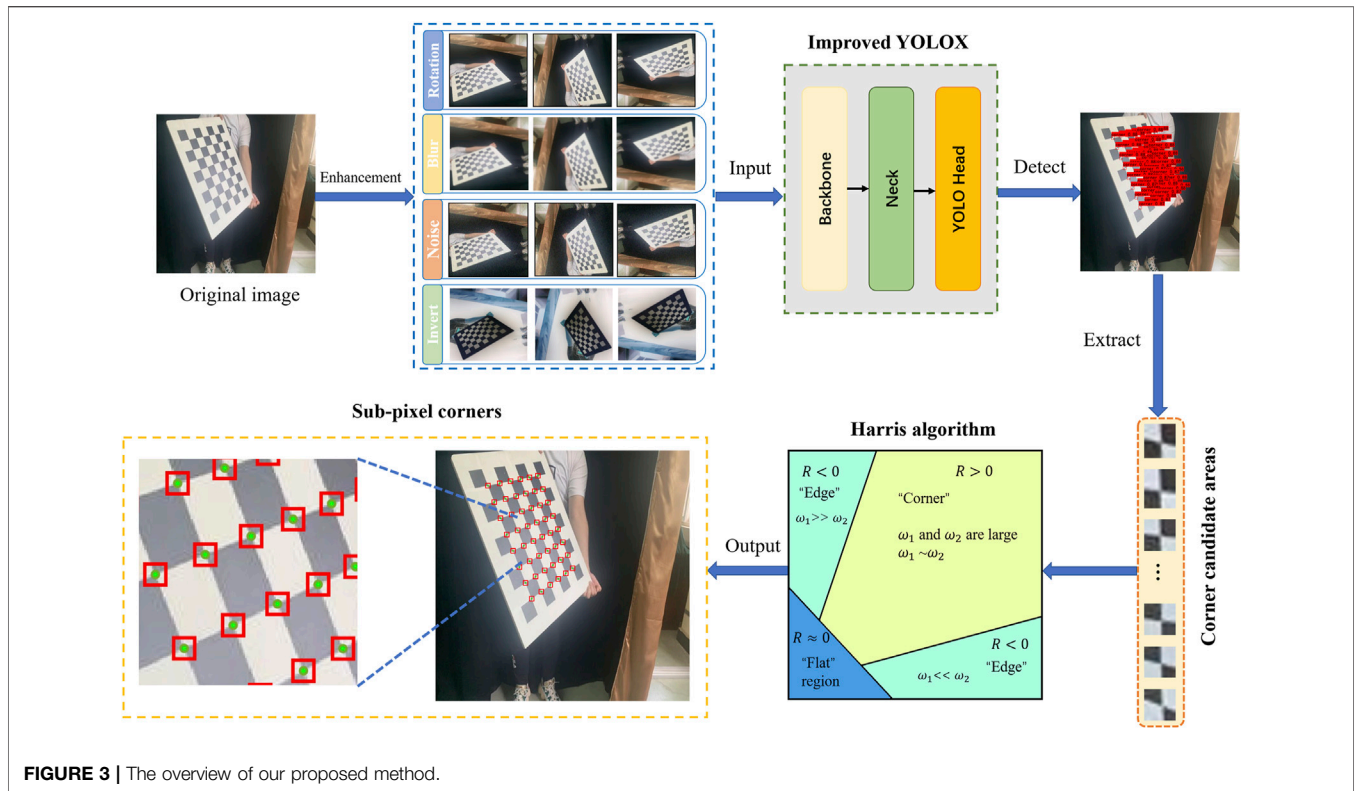 Improved YOLOX
Rotation
Blur
Noise
Invert
Original image
Enhancement
Input
Backbone
Neck
YOLO Head
Detect
Extract
Sub-pixel corners
Harris algorithm
R < 0
"Edge"
ω₁>> ω₂
R > 0
"Corner"
ω₁ and ω₂ are large
ω₁ ~ω₂
R ≈ 0
"Flat"
region
R < 0
"Edge"
ω₁<< ω₂
Output
...
Corner candidate areas
FIGURE 3 | The overview of our proposed method.